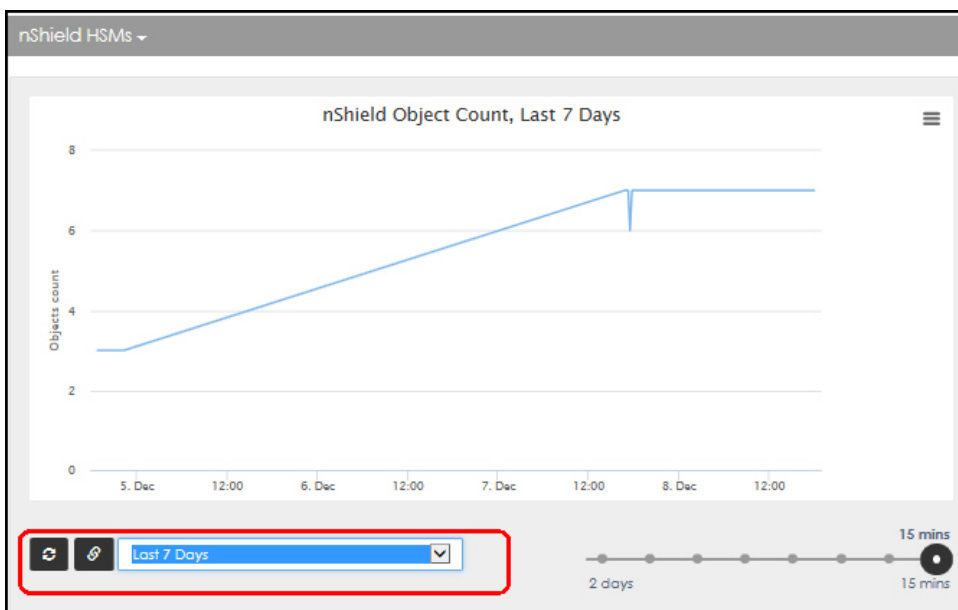 nShield HSMs
nShield Object Count, Last 7 Days
8
6
4
2
0
Objects count
5. Dec 12:00 6. Dec 12:00 7. Dec 12:00 8. Dec 12:00
Last 7 Days
15 mins
2 days 15 mins